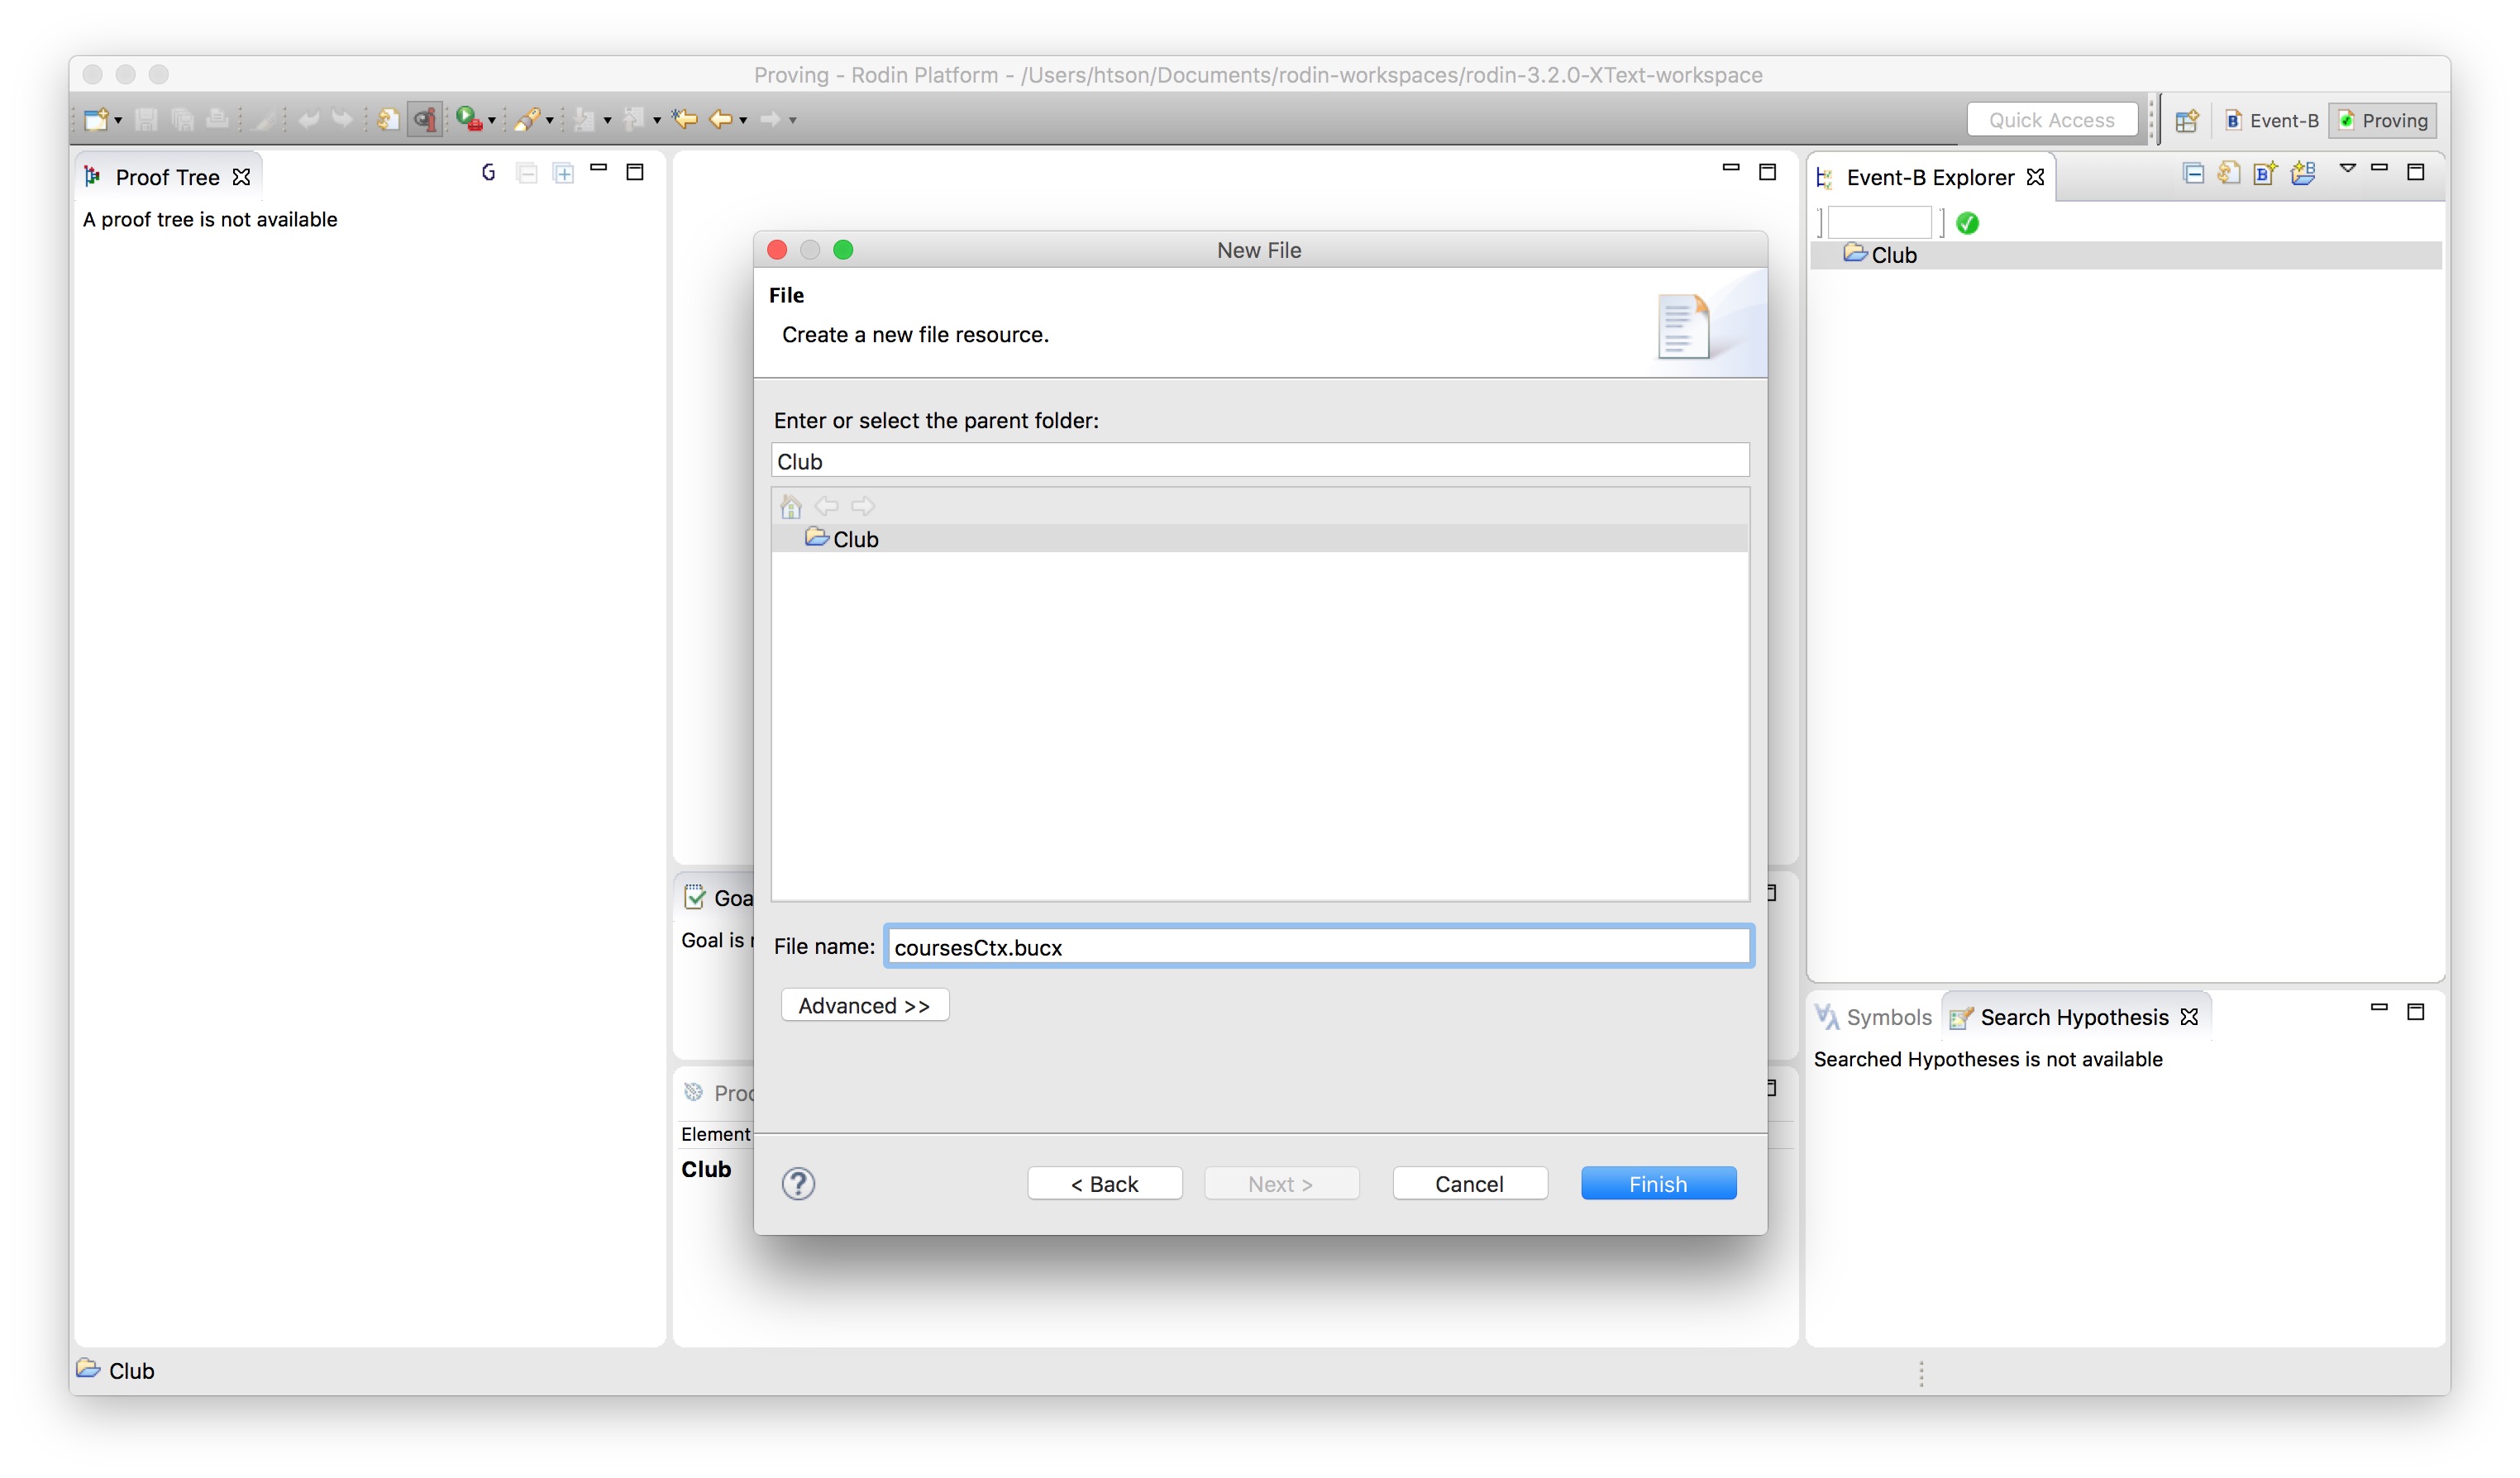 Proving - Rodin Platform - /Users/htson/Documents/rodin-workspaces/rodin-3.2.0-XText-workspace
Quick Access
Event-B
Proving
Proof Tree
A proof tree is not available
Event-B Explorer
Club
New File
File
Create a new file resource.
Enter or select the parent folder:
Club
Club
File name: coursesCtx.bucx
Advanced >>
Goa
Goal is
Symbols
Search Hypothesis
Searched Hypotheses is not available
Element
Club
? < Back Next > Cancel Finish
Club